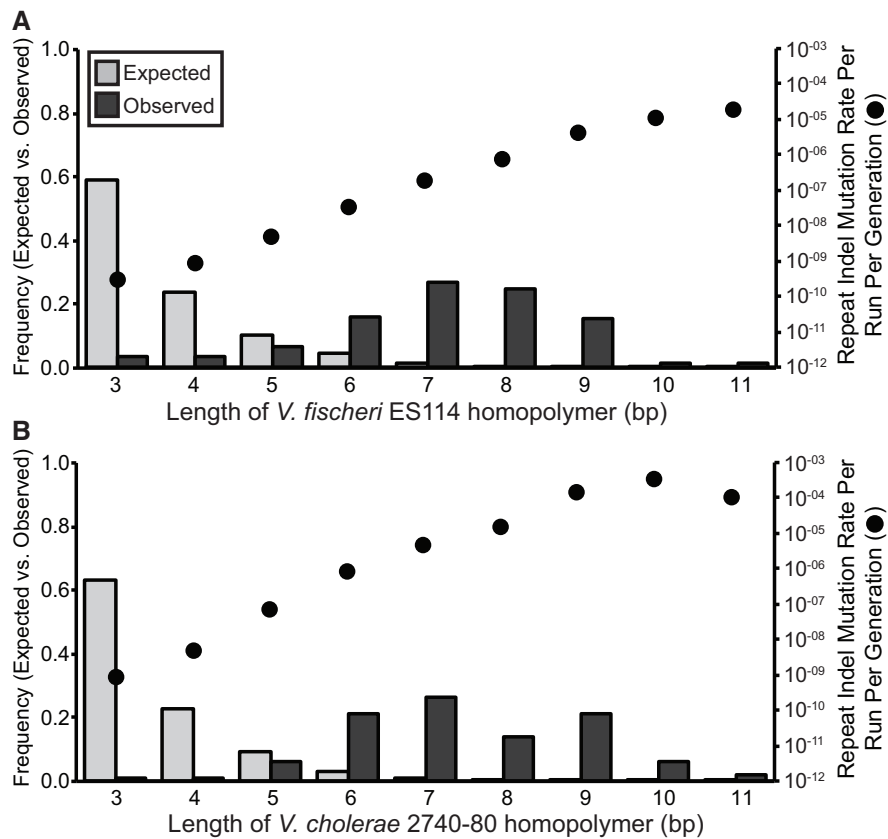 A
Frequency (Expected vs. Observed)
1.0
0.8
0.6
0.4
0.2
0.0
Expected
Observed
10-03
10-04
10-05
10-06
10-07
10-08
10-09
10-10
10-11
10-12
Repeat Indel Mutation Rate Per
Run Per Generation (●)
3 4 5 6 7 8 9 10 11
Length of V. fischeri ES114 homopolymer (bp)
B
Frequency (Expected vs. Observed)
1.0
0.8
0.6
0.4
0.2
0.0
10-03
10-04
10-05
10-06
10-07
10-08
10-09
10-10
10-11
10-12
Repeat Indel Mutation Rate Per
Run Per Generation (●)
3 4 5 6 7 8 9 10 11
Length of V. cholerae 2740-80 homopolymer (bp)